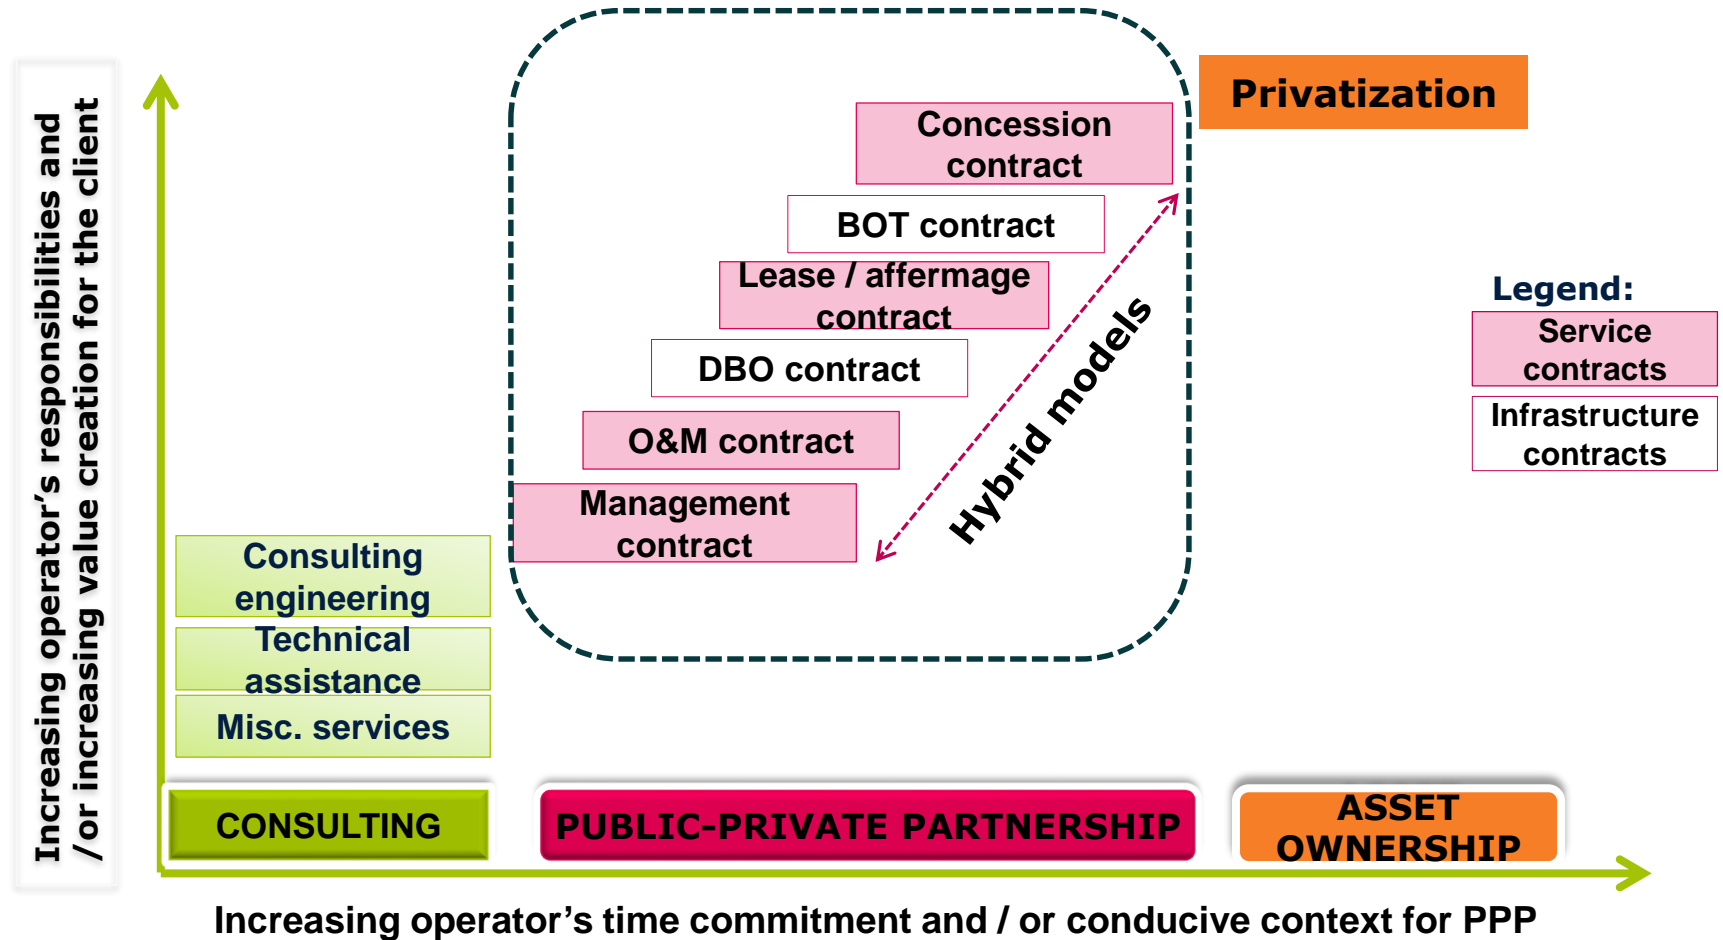 Increasing operator's responsibilities and
/or increasing value creation for the client
Privatization
Concession
contract
BOT contract
Lease / affermage
contract
DBO contract
O&M contract
Management
contract
Hybrid models
Legend:
Service
contracts
Infrastructure
contracts
Consulting
engineering
Technical
assistance
Misc. services
CONSULTING
PUBLIC-PRIVATE PARTNERSHIP
ASSET
OWNERSHIP
Increasing operator’s time commitment and / or conducive context for PPP